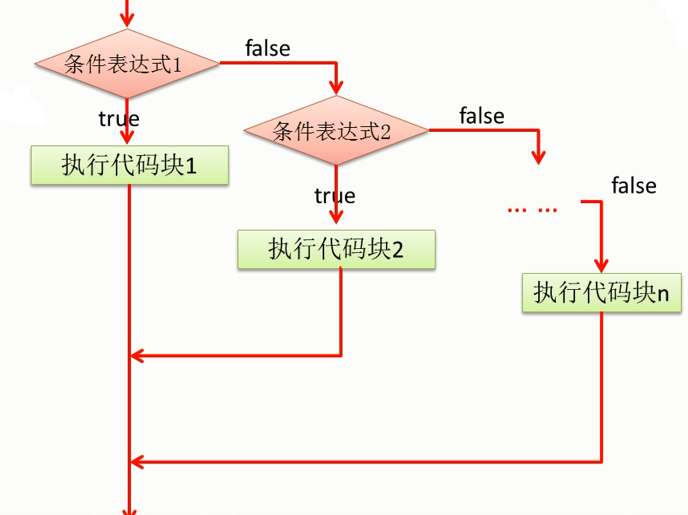 条件表达式1
false
true
条件表达式2
false
执行代码块1
true
false
... ...
执行代码块2
执行代码块n